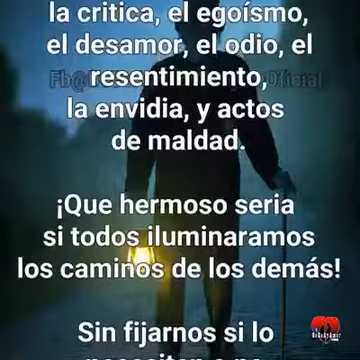 la critica, el egoísmo,
el desamor, el odio, el
resentimiento,
la envidia, y actos
de maldad.
¡Que hermoso seria
si todos iluminaramos
los caminos de los demás!
Sin fijarnos si lo